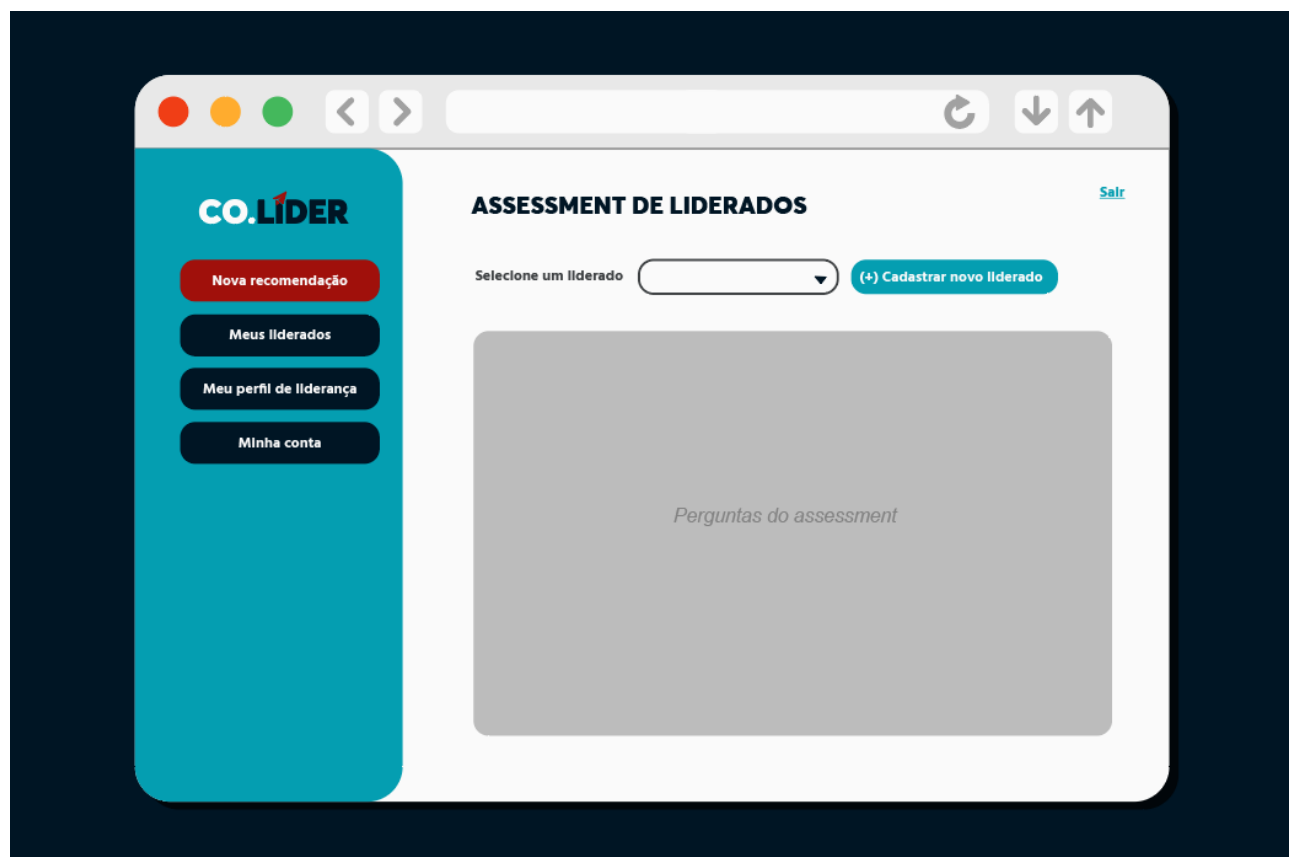 CO.LÍDER
Nova recomendação
Meus liderados
Meu perfil de liderança
Minha conta
ASSESSMENT DE LIDERADOS
Sair
Selecione um liderado
(+) Cadastrar novo liderado
Perguntas do assessment